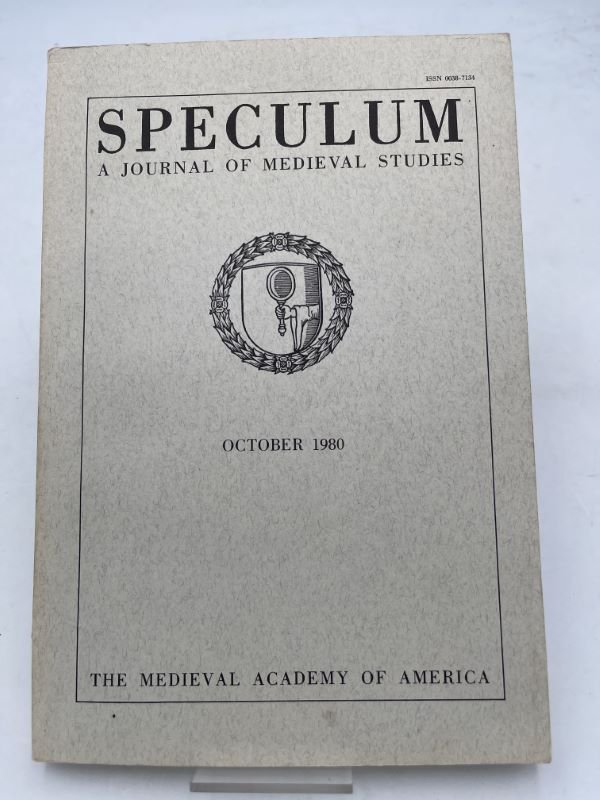 ISSN 0038-7134
SPECULUM
A JOURNAL OF MEDIEVAL STUDIES
OCTOBER 1980
THE MEDIEVAL ACADEMY OF AMERICA